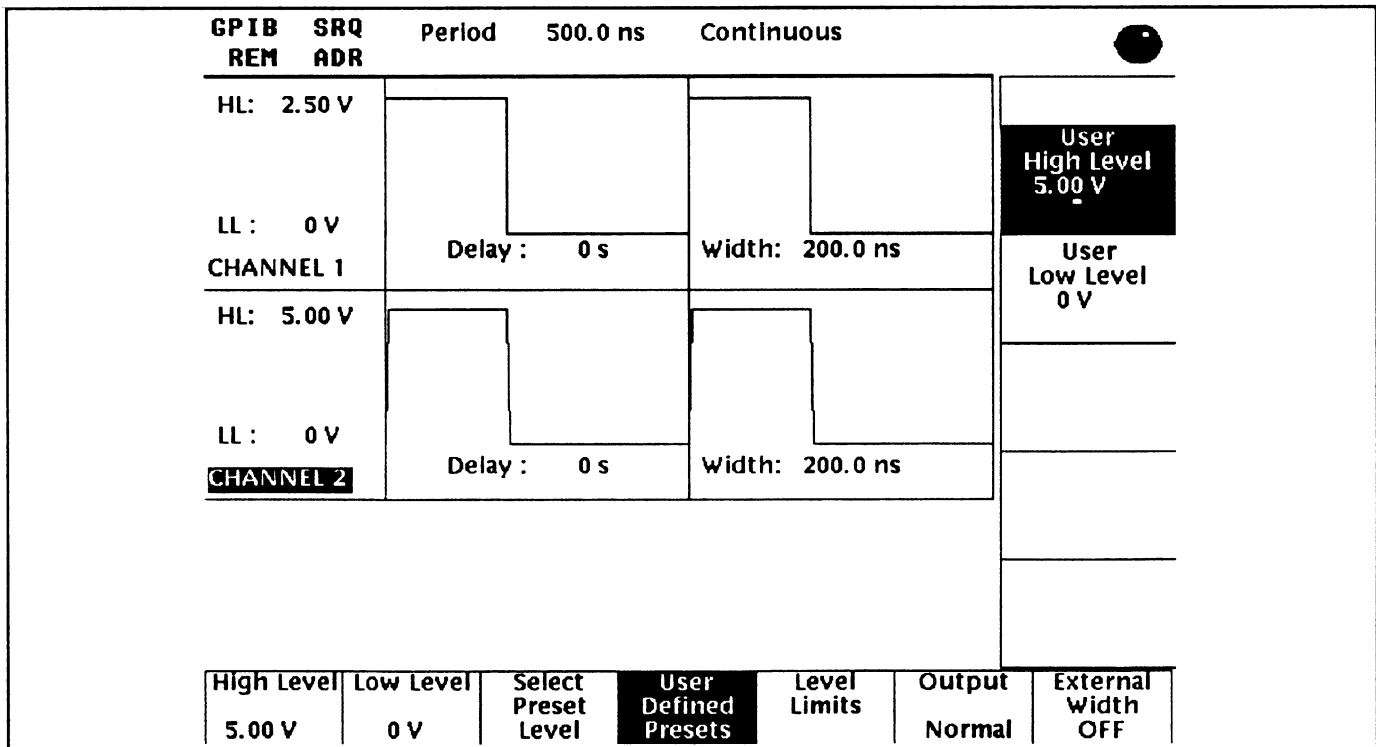 GPIB SRQ Period 500.0 ns Continuous
REM ADR
HL: 2.50 V
LL : 0 V
Delay : 0 s Width: 200.0 ns
CHANNEL 1
HL: 5.00 V
LL : 0 V
Delay : 0 s Width: 200.0 ns
CHANNEL 2
User
High Level
5.00 V
User
Low Level
0 V
High Level
5.00 V
Low Level
0 V
Select
Preset
Level
User
Defined
Presets
Level
Limits
Output
Normal
External
Width
OFF